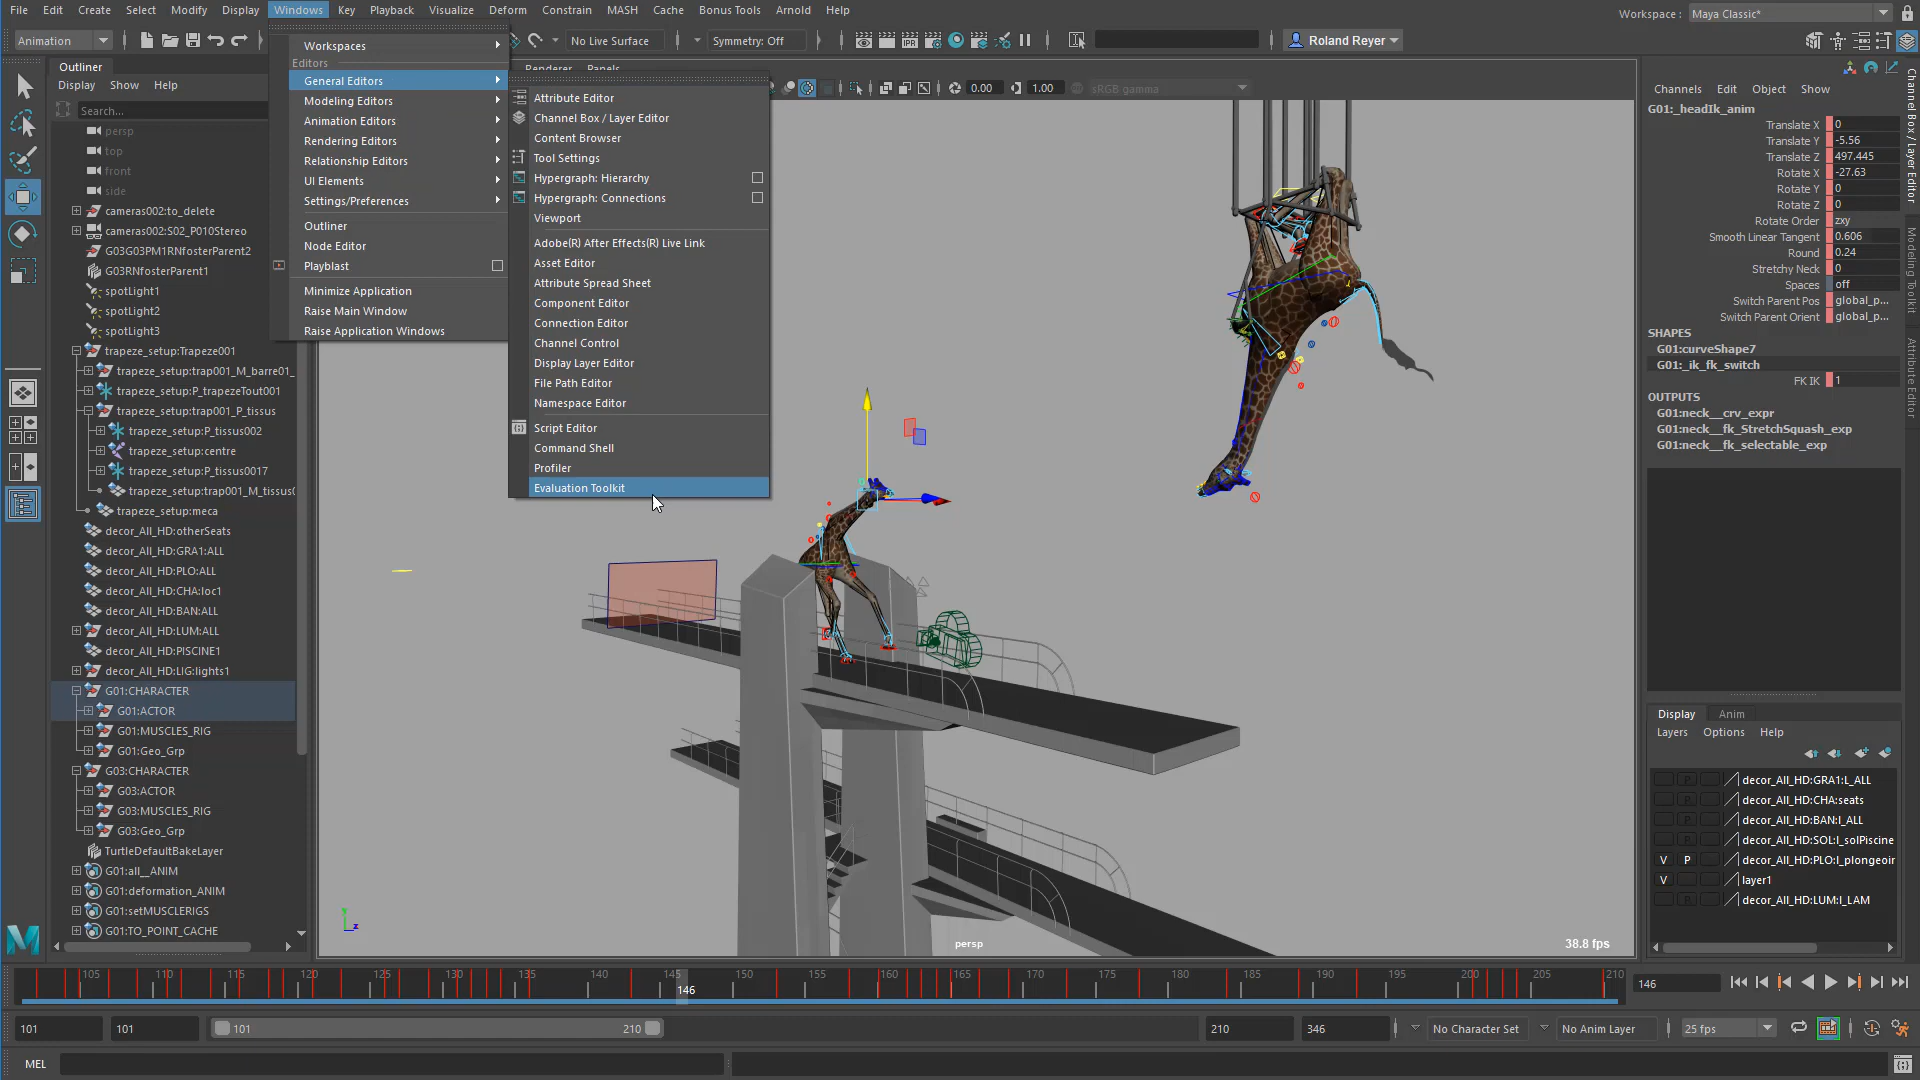 File Edit Create Select Modify Display Windows Key Playback Visualize Deform Constrain MASH Cache Bonus Tools Arnold Help
Workspace : Maya Classic*
Animation
No Live Surface
Symmetry: Off
Roland Reyer
Outliner
Display Show Help
Search...
persp
top
front
side
cameras002:to_delete
cameras002:S02_P010Stereo
G03G03PM1RNfosterParent2
G03RNfosterParent1
spotLight1
spotLight2
spotLight3
trapeze_setup:Trapeze001
trapeze_setup:trap001_M_barre01_
trapeze_setup:P_trapezeTout001
trapeze_setup:trap001_P_tissus
trapeze_setup:P_tissus002
trapeze_setup:centre
trapeze_setup:P_tissus0017
trapeze_setup:trap001_M_tissus(
trapeze_setup:meca
decor_All_HD:otherSeats
decor_All_HD:GRA1:ALL
decor_All_HD:PLO:ALL
decor_All_HD:CHA:loc1
decor_All_HD:BAN:ALL
decor_All_HD:LUM:ALL
decor_All_HD:PISCINE1
decor_All_HD:LIG:lights1
G01:CHARACTER
G01:ACTOR
G01:MUSCLES_RIG
G01:Geo_Grp
G03:CHARACTER
G03:ACTOR
G03:MUSCLES_RIG
G03:Geo_Grp
TurtleDefaultBakeLayer
G01:all__ANIM
G01:deformation_ANIM
G01:setMUSCLERIGS
G01:TO_POINT_CACHE
Workspaces
Editors
General Editors
Modeling Editors
Animation Editors
Rendering Editors
Relationship Editors
UI Elements
Settings/Preferences
Outliner
Node Editor
Playblast
Minimize Application
Raise Main Window
Raise Application Windows
Renderer Panels
0.00
1.00
sRGB gamma
Attribute Editor
Channel Box / Layer Editor
Content Browser
Tool Settings
Hypergraph: Hierarchy
Hypergraph: Connections
Viewport
Adobe(R) After Effects(R) Live Link
Asset Editor
Attribute Spread Sheet
Component Editor
Connection Editor
Channel Control
Display Layer Editor
File Path Editor
Namespace Editor
Script Editor
Command Shell
Profiler
Evaluation Toolkit
persp
38.8 fps
Channels Edit Object Show
G01:_headIk_anim
Translate X 0
Translate Y -5.56
Translate Z 497.445
Rotate X -27.63
Rotate Y 0
Rotate Z 0
Rotate Order zxy
Smooth Linear Tangent 0.606
Round 0.24
Stretchy Neck 0
Spaces off
Switch Parent Pos global_p...
Switch Parent Orient global_p...
SHAPES
G01:curveShape7
G01:_ik_fk_switch
FK IK 1
OUTPUTS
G01:neck__crv_expr
G01:neck__fk_StretchSquash_exp
G01:neck__fk_selectable_exp
Channel Box / Layer Editor
Modeling Toolkit
Attribute Editor
Display Anim
Layers Options Help
P decor_All_HD:GRA1:L_ALL
P decor_All_HD:CHA:seats
P decor_All_HD:BAN:I_ALL
P decor_All_HD:SOL:I_solPiscine
V P decor_All_HD:PLO:I_plongeoir
V layer1
P decor_All_HD:LUM:I_LAM
105 110 115 120 125 130 135 140 145 150 155 160 165 170 175 180 185 190 195 200 205 210
146
146
101
101
101
210
210
346
No Character Set
No Anim Layer
25 fps
MEL